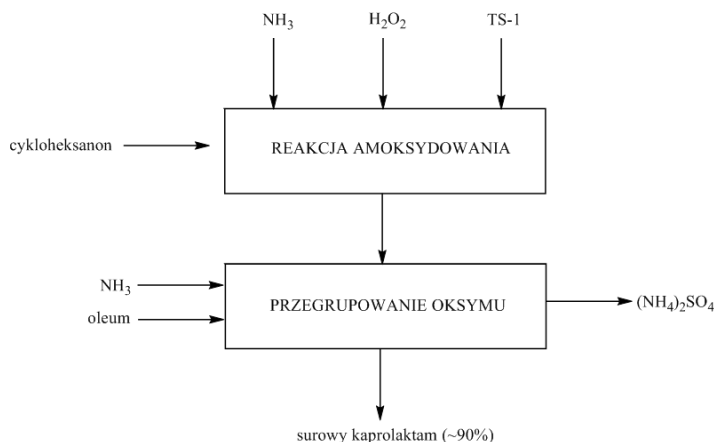 NH3 H2O2 TS-1
cykloheksanon
REAKCJA AMOKSYDOWANIA
NH3
oleum
PRZEGRUPOWANIE OKSYMU
(NH4)2SO4
surowy kaprolaktam (~90%)